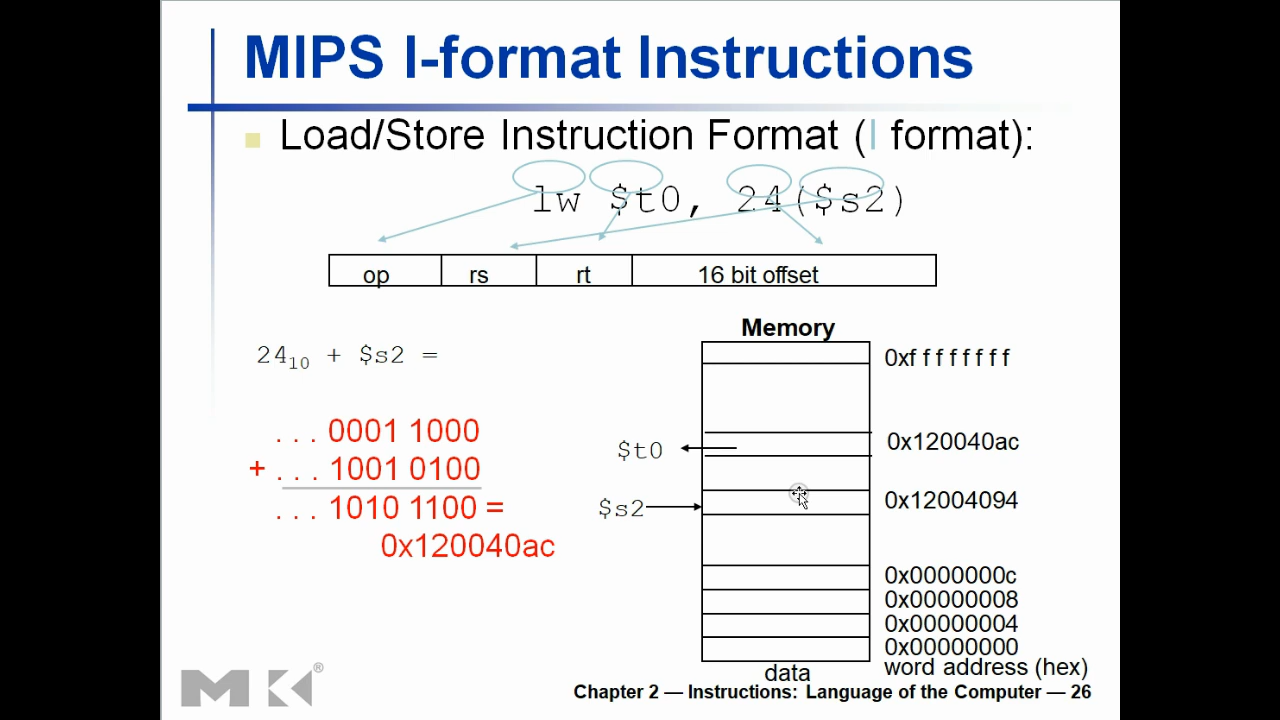 MIPS I-format Instructions
Load/Store Instruction Format (I format):
lw $t0, 24($s2)
op rs rt 16 bit offset
Memory
24₁₀ + $s2 =
0xffffffff
. . . 0001 1000
$t0
0x120040ac
+ . . . 1001 0100
. . . 1010 1100 =
$s2
0x12004094
0x120040ac
0x0000000c
0x00000008
0x00000004
0x00000000
data
word address (hex)
MK®
Chapter 2 — Instructions: Language of the Computer — 26